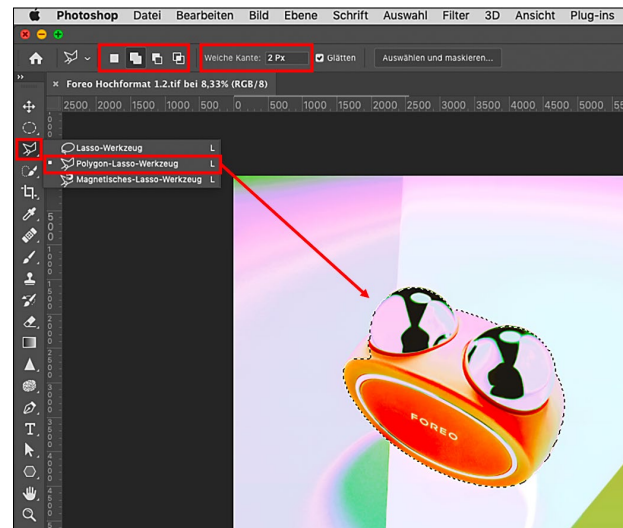 Photoshop Datei Bearbeiten Bild Ebene Schrift Auswahl Filter 3D Ansicht Plug-ins
Weiche Kante: 2 Px Glätten Auswählen und maskieren...
× Foreo Hochformat 1.2.tif bei 8,33% (RGB/8)
2500 2000 1500 1000 500 0 500 1000 1500 2000 2500 3000 3500 4000 4500 5000 55
Lasso-Werkzeug L
Polygon-Lasso-Werkzeug L
Magnetisches-Lasso-Werkzeug L
FOREO